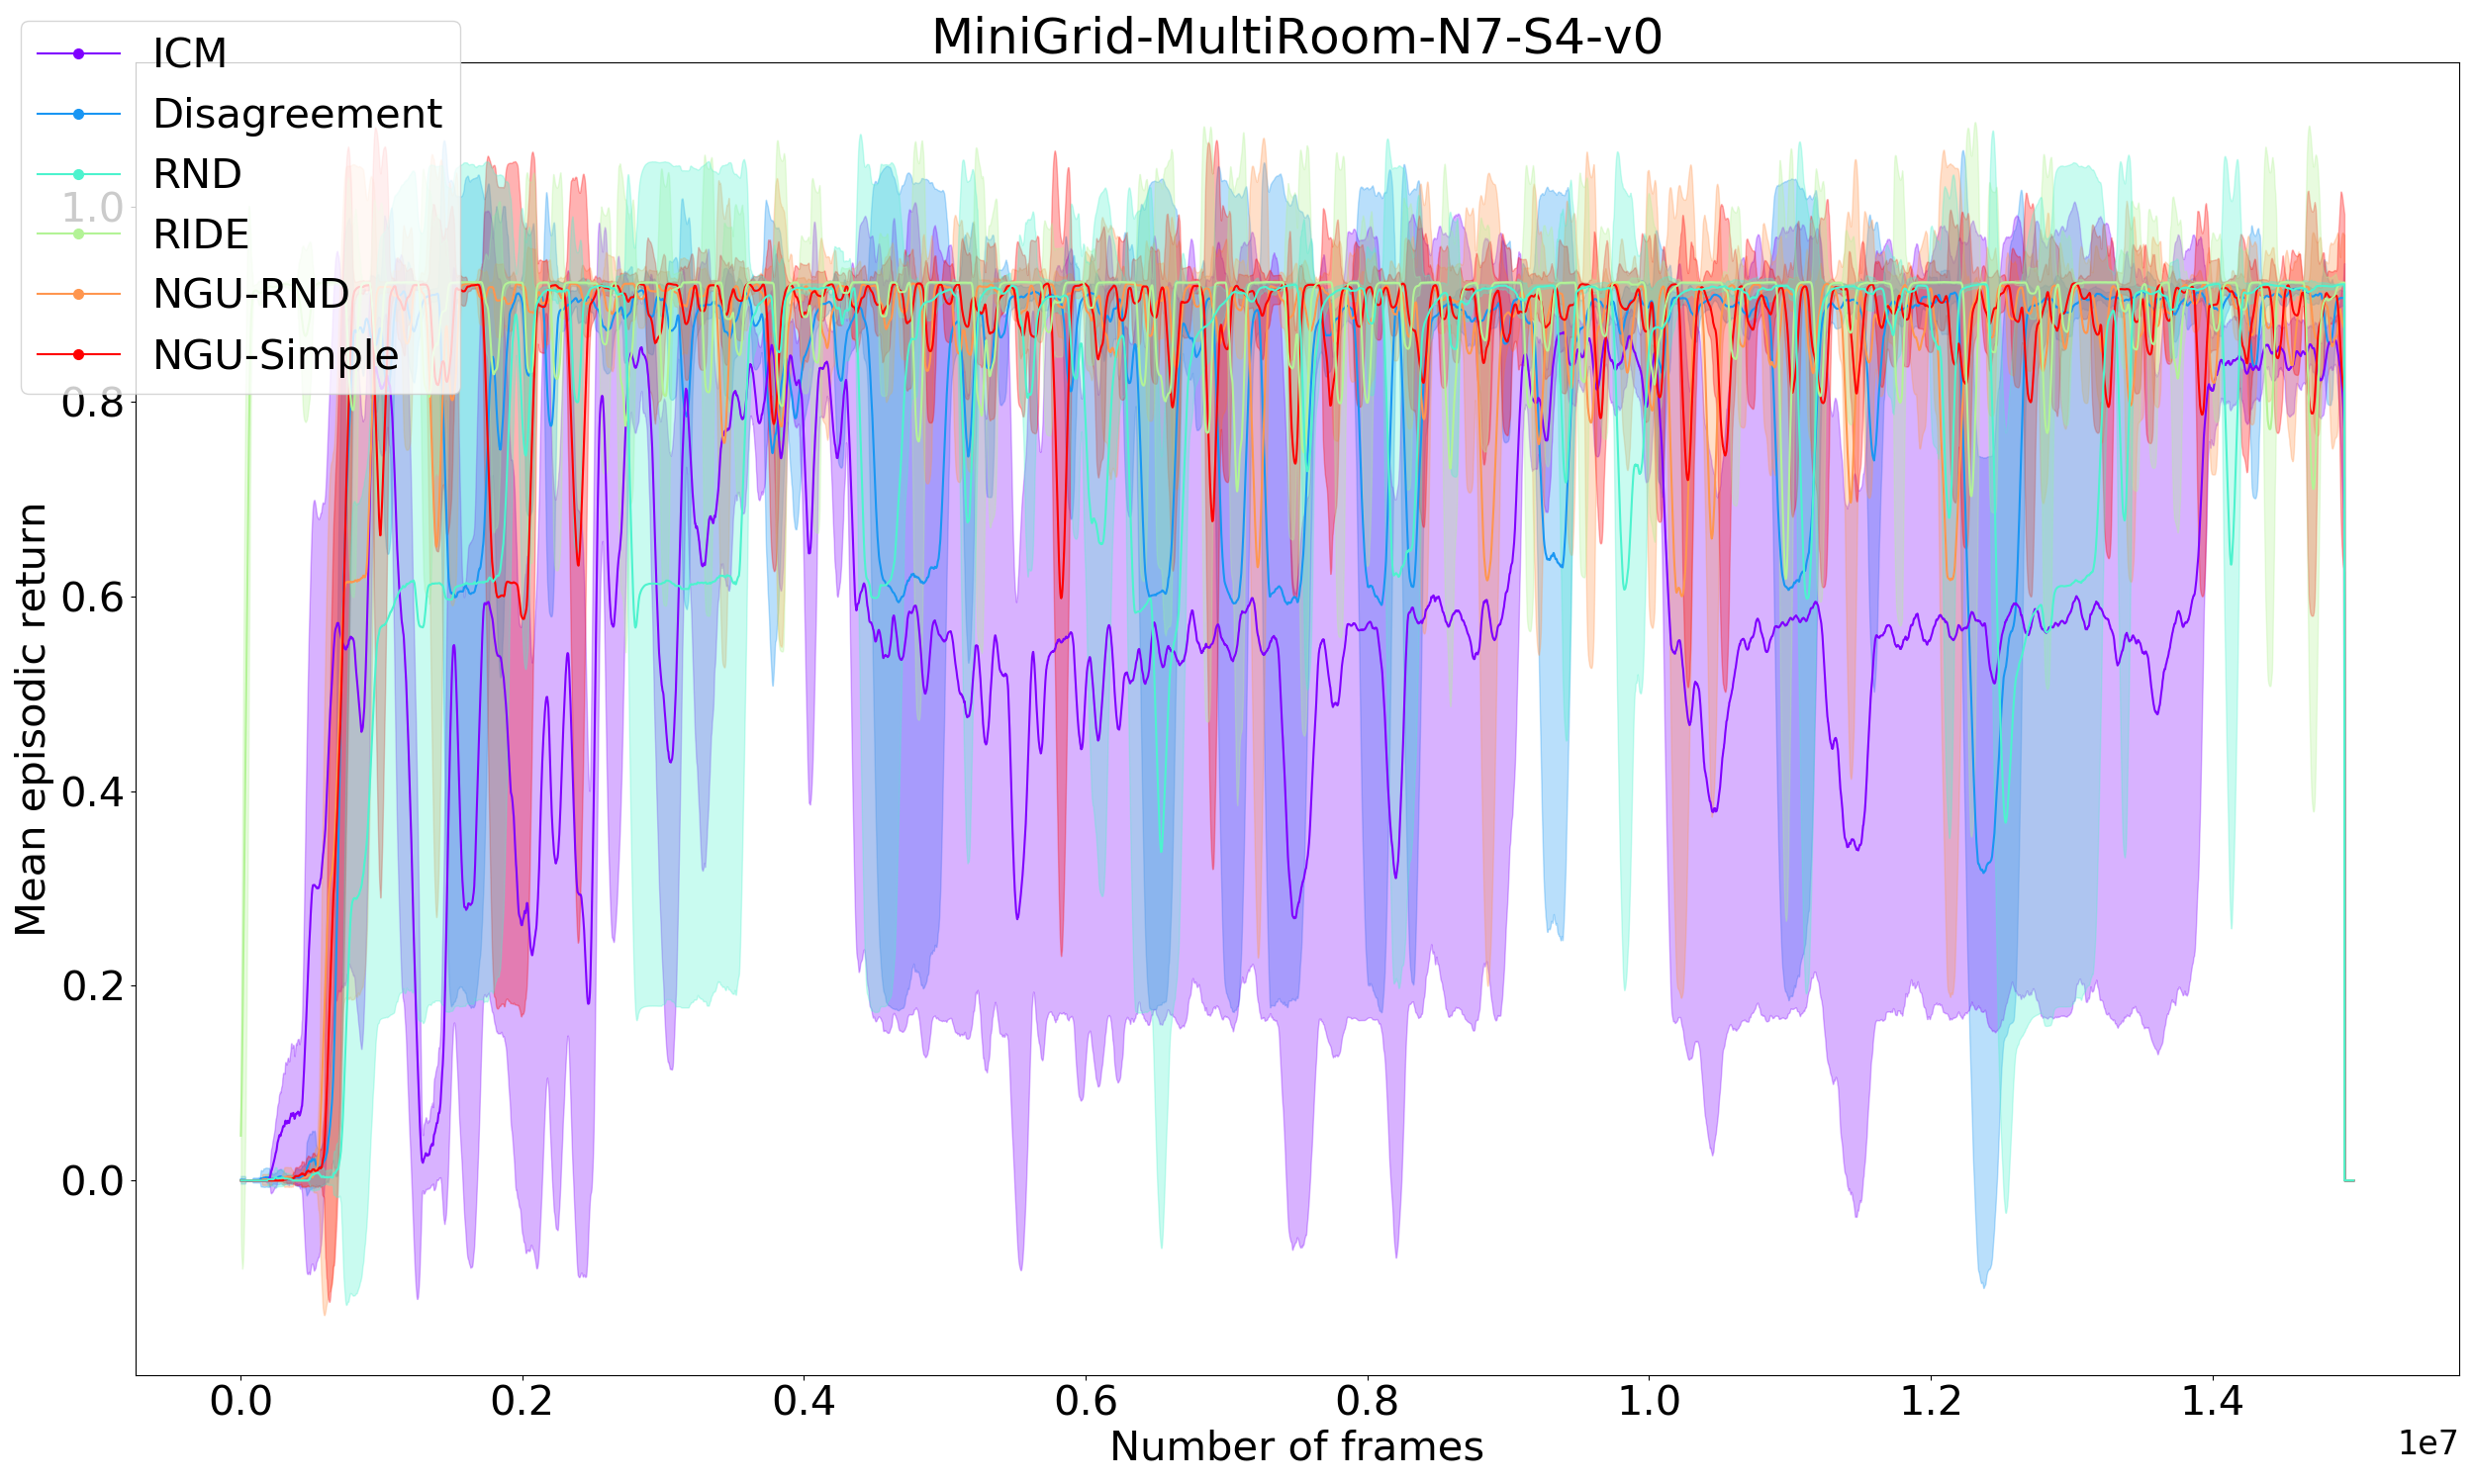 MiniGrid-MultiRoom-N7-S4-v0
ICM
Disagreement
RND
RIDE
NGU-RND
NGU-Simple
Mean episodic return
1.0
0.8
0.6
0.4
0.2
0.0
0.0 0.2 0.4 0.6 0.8 1.0 1.2 1.4
Number of frames
1e7